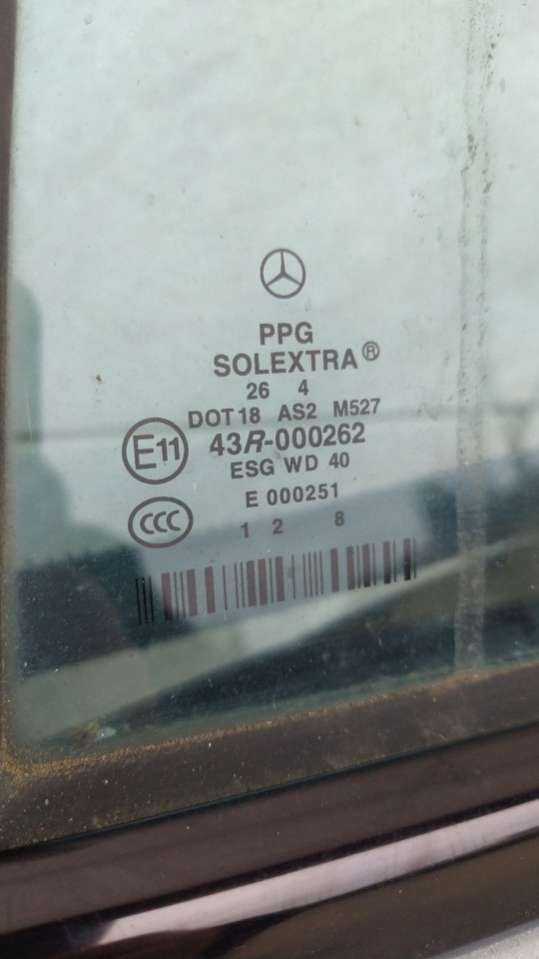 PPG
SOLEXTRA®
26 4
DOT18 AS2 M527
E11 43R-000262
ESG WD 40
E 000251
CCC
1 2 8